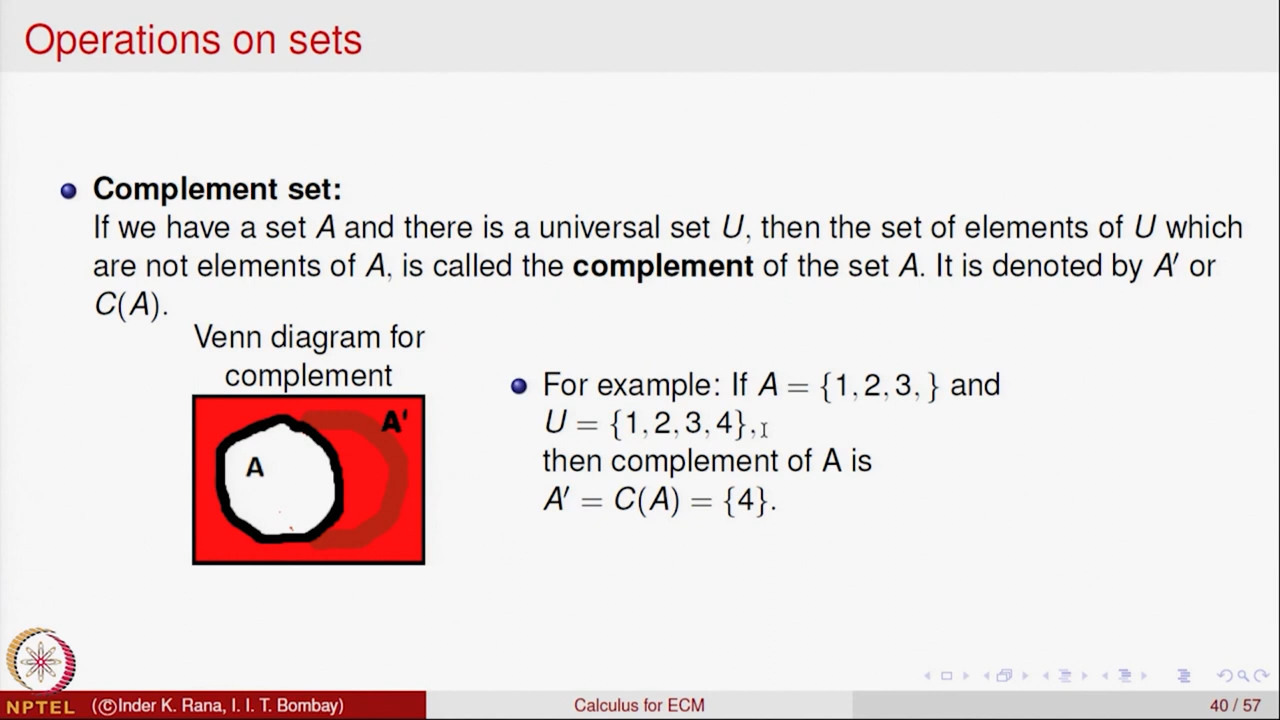 Operations on sets
Complement set:
If we have a set A and there is a universal set U, then the set of elements of U which
are not elements of A, is called the complement of the set A. It is denoted by A′ or
C(A).
Venn diagram for
complement
A
A'
For example: If A = {1, 2, 3, } and
U = {1, 2, 3, 4},
then complement of A is
A′ = C(A) = {4}.
NPTEL
(©Inder K. Rana, I. I. T. Bombay)
Calculus for ECM
40 / 57